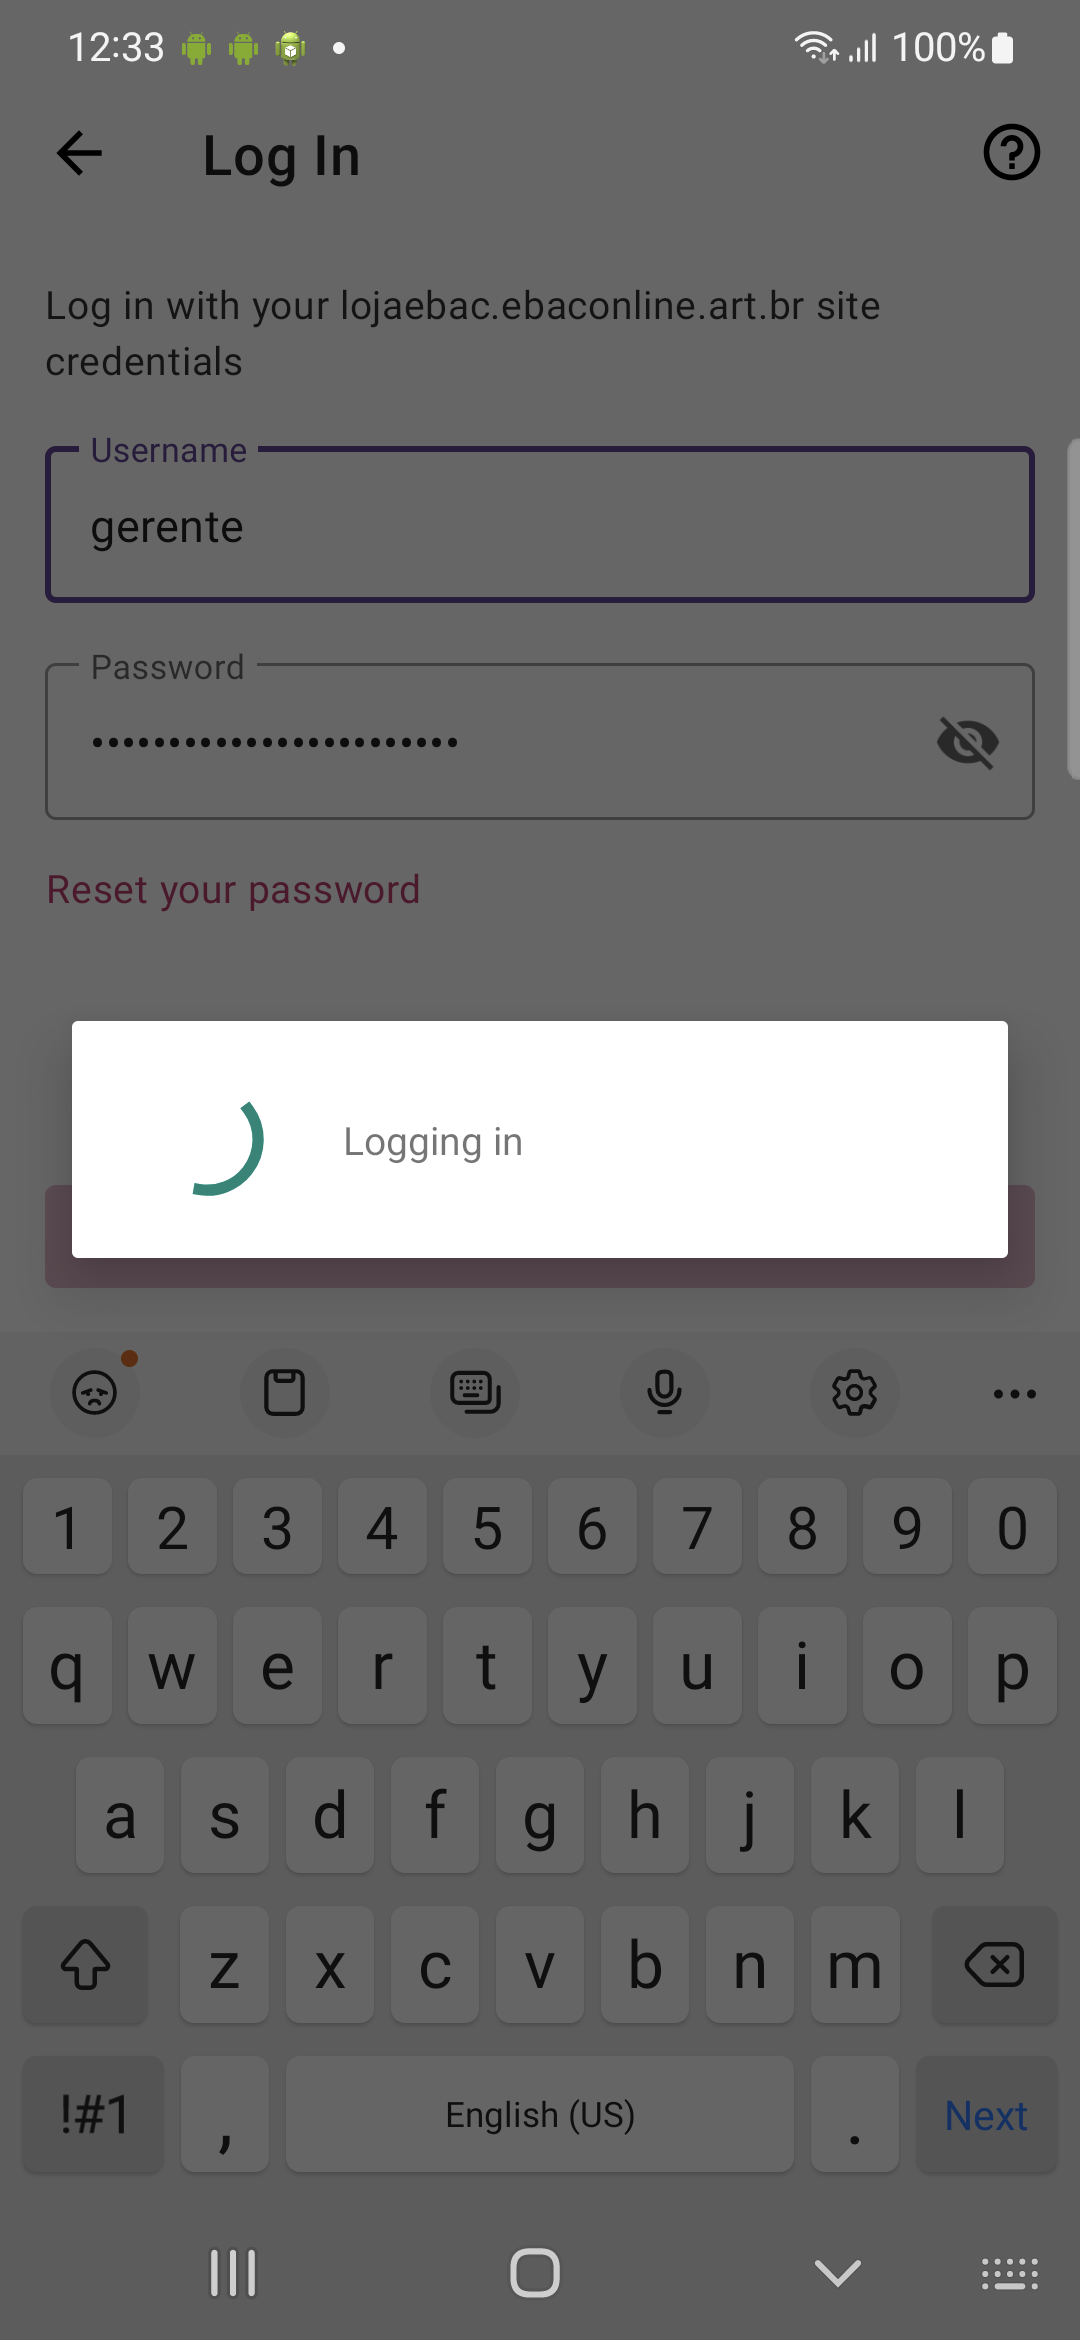 12:33 100%
Log In
Log in with your lojaebac.ebaconline.art.br site
credentials
Username
gerente
Password
••••••••••••••••••••••••
Reset your password
Logging in
1 2 3 4 5 6 7 8 9 0
q w e r t y u i o p
a s d f g h j k l
z x c v b n m
!#1 , English (US) . Next